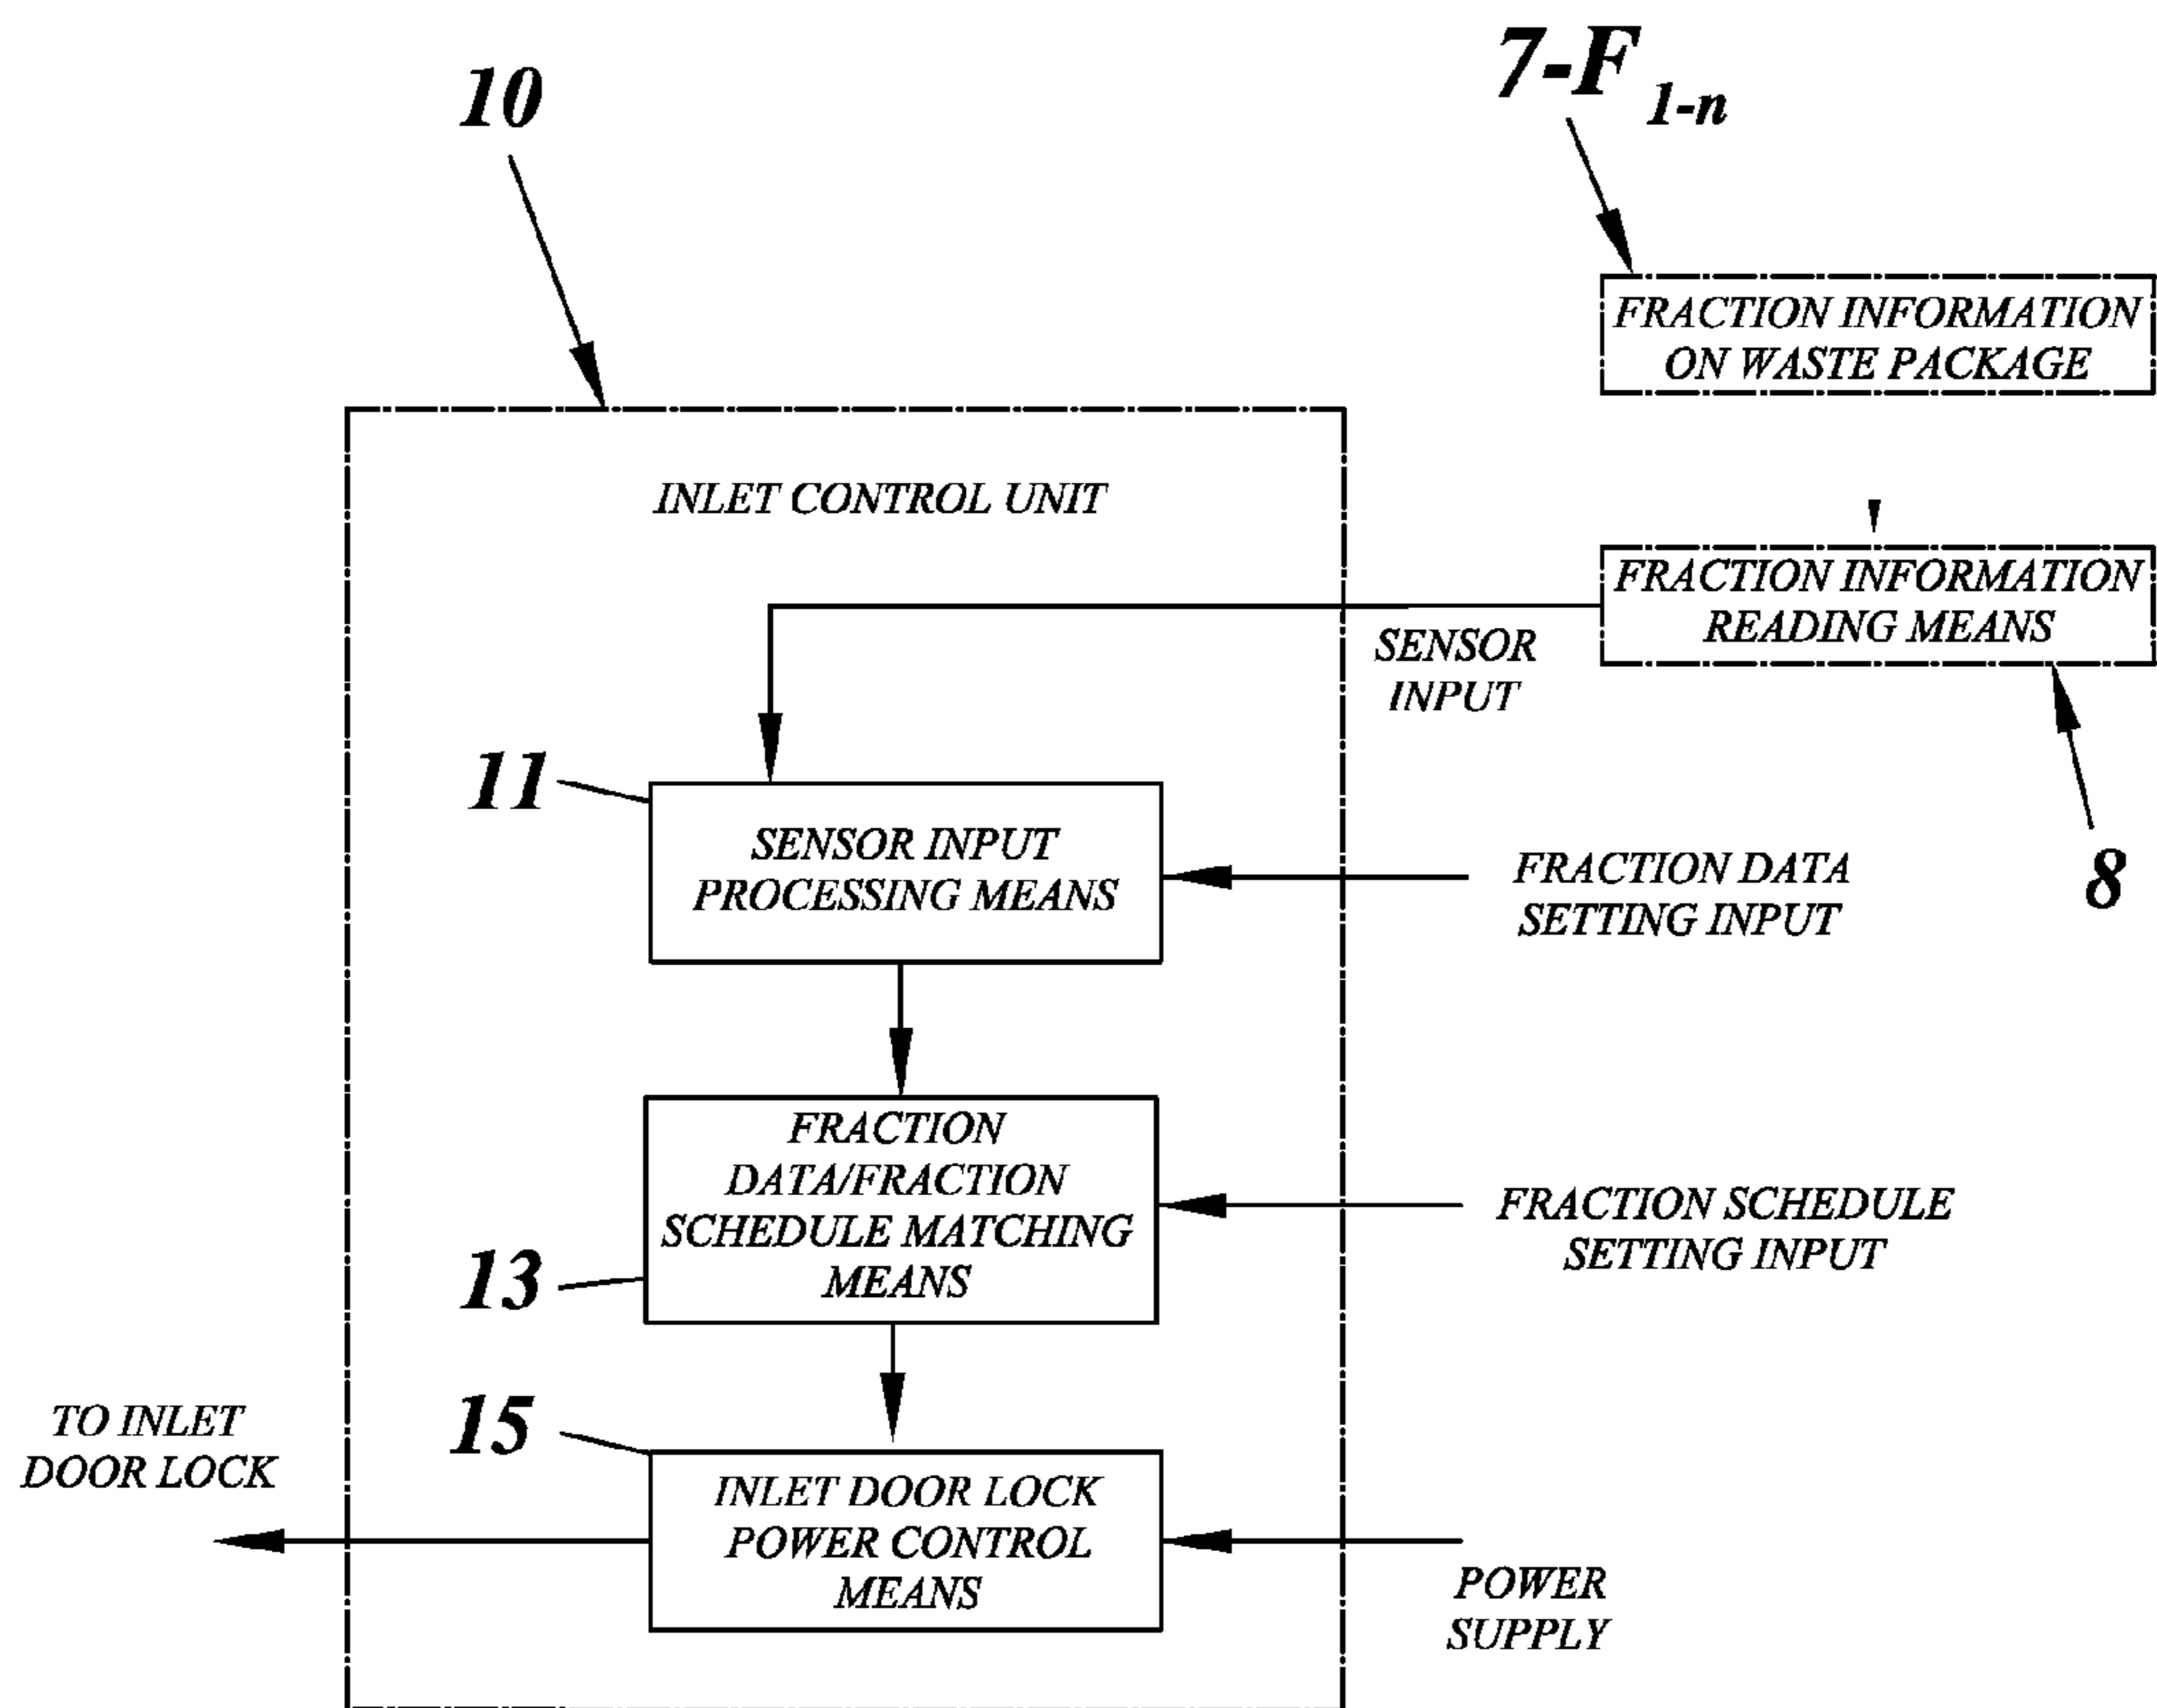 10
7-F 1-n
FRACTION INFORMATION
ON WASTE PACKAGE
INLET CONTROL UNIT
FRACTION INFORMATION
READING MEANS
SENSOR
INPUT
8
11
SENSOR INPUT
PROCESSING MEANS
FRACTION DATA
SETTING INPUT
FRACTION
DATA/FRACTION
SCHEDULE MATCHING
MEANS
13
FRACTION SCHEDULE
SETTING INPUT
TO INLET
DOOR LOCK
15
INLET DOOR LOCK
POWER CONTROL
MEANS
POWER
SUPPLY